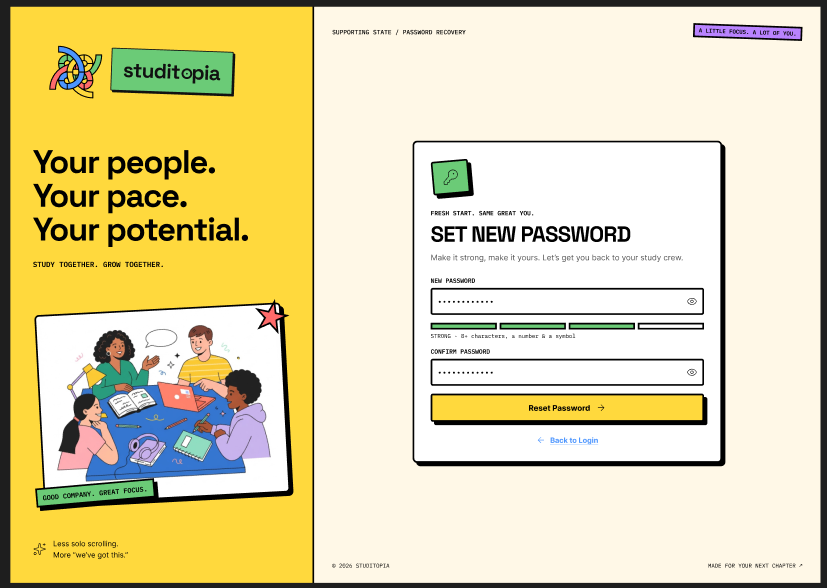 studitopia
Your people.
Your pace.
Your potential.
STUDY TOGETHER. GROW TOGETHER.
GOOD COMPANY. GREAT FOCUS.
Less solo scrolling.
More “we’ve got this.”
SUPPORTING STATE / PASSWORD RECOVERY
A LITTLE FOCUS. A LOT OF YOU.
FRESH START. SAME GREAT YOU.
SET NEW PASSWORD
Make it strong, make it yours. Let’s get you back to your study crew.
NEW PASSWORD
••••••••••••
STRONG · 8+ characters, a number & a symbol
CONFIRM PASSWORD
••••••••••••
Reset Password →
← Back to Login
© 2026 STUDITOPIA
MADE FOR YOUR NEXT CHAPTER ↗